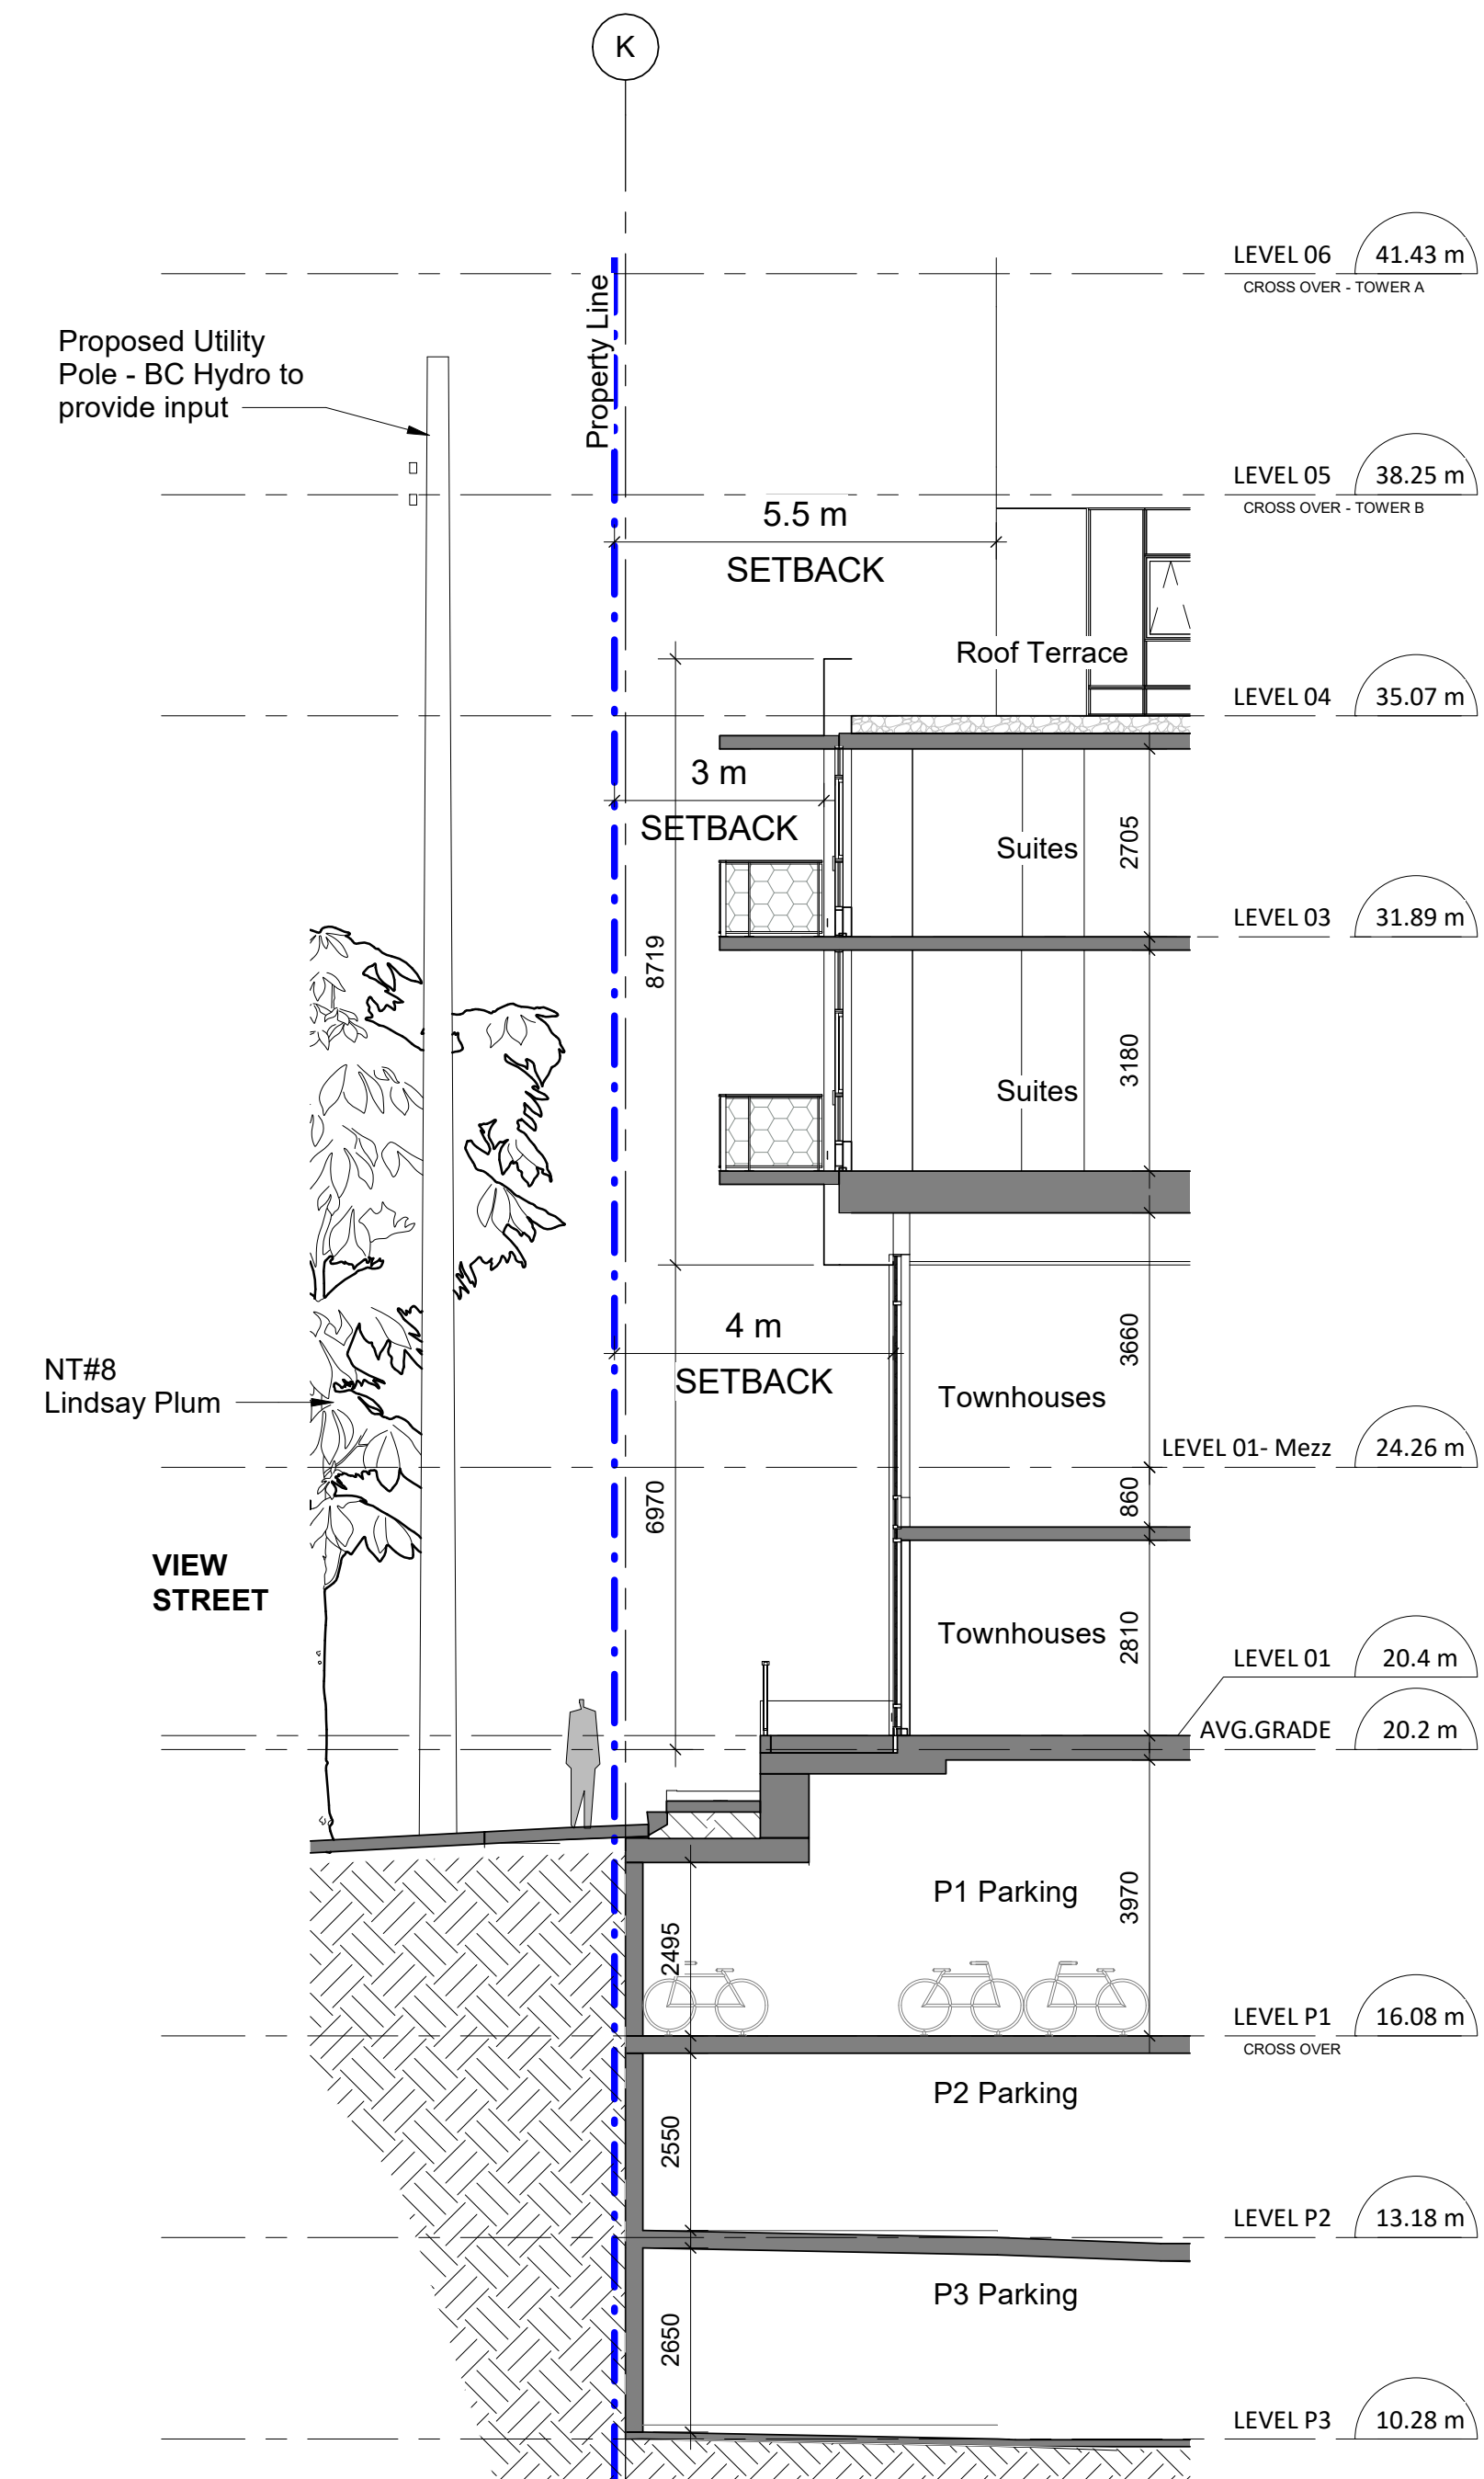 K
LEVEL 06 41.43 m
CROSS OVER - TOWER A
Property Line
Proposed Utility
Pole - BC Hydro to
provide input
LEVEL 05 38.25 m
CROSS OVER - TOWER B
5.5 m
SETBACK
Roof Terrace
LEVEL 04 35.07 m
3 m
SETBACK
Suites
2705
LEVEL 03 31.89 m
8719
Suites
3180
4 m
SETBACK
3660
NT#8
Lindsay Plum
Townhouses
LEVEL 01- Mezz 24.26 m
860
6970
VIEW
STREET
Townhouses
2810
LEVEL 01 20.4 m
AVG.GRADE 20.2 m
P1 Parking
3970
2495
LEVEL P1 16.08 m
CROSS OVER
P2 Parking
2550
LEVEL P2 13.18 m
P3 Parking
2650
LEVEL P3 10.28 m